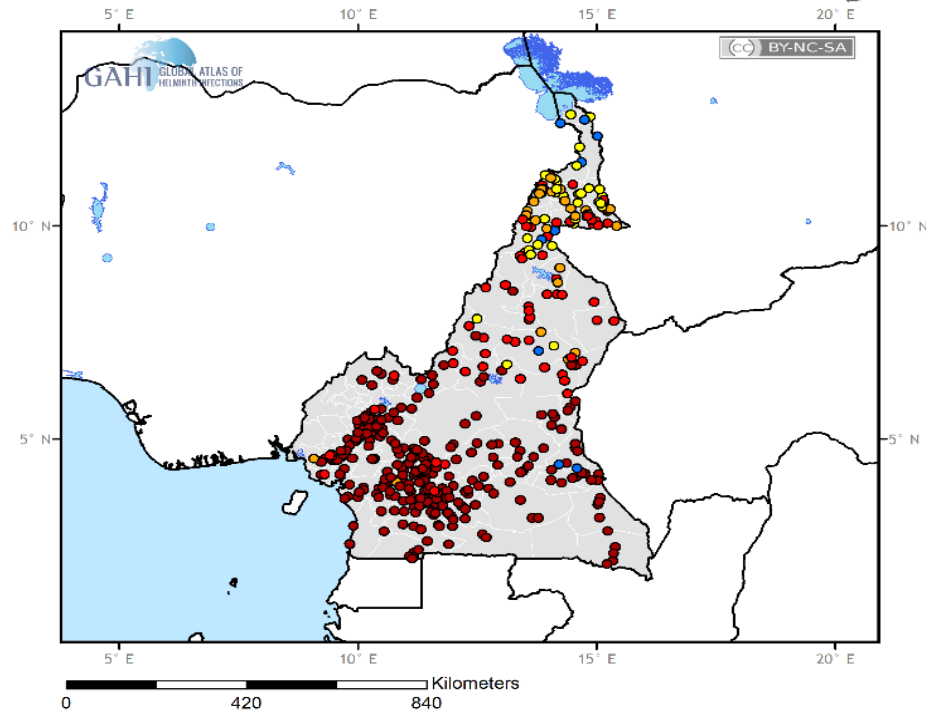 5° E 10° E 15° E 20° E
GAHI GLOBAL ATLAS OF
HELMINTH INFECTIONS
(cc) BY-NC-SA
10° N 10° N
5° N 5° N
5° E 10° E 15° E 20° E
Kilometers
0 420 840